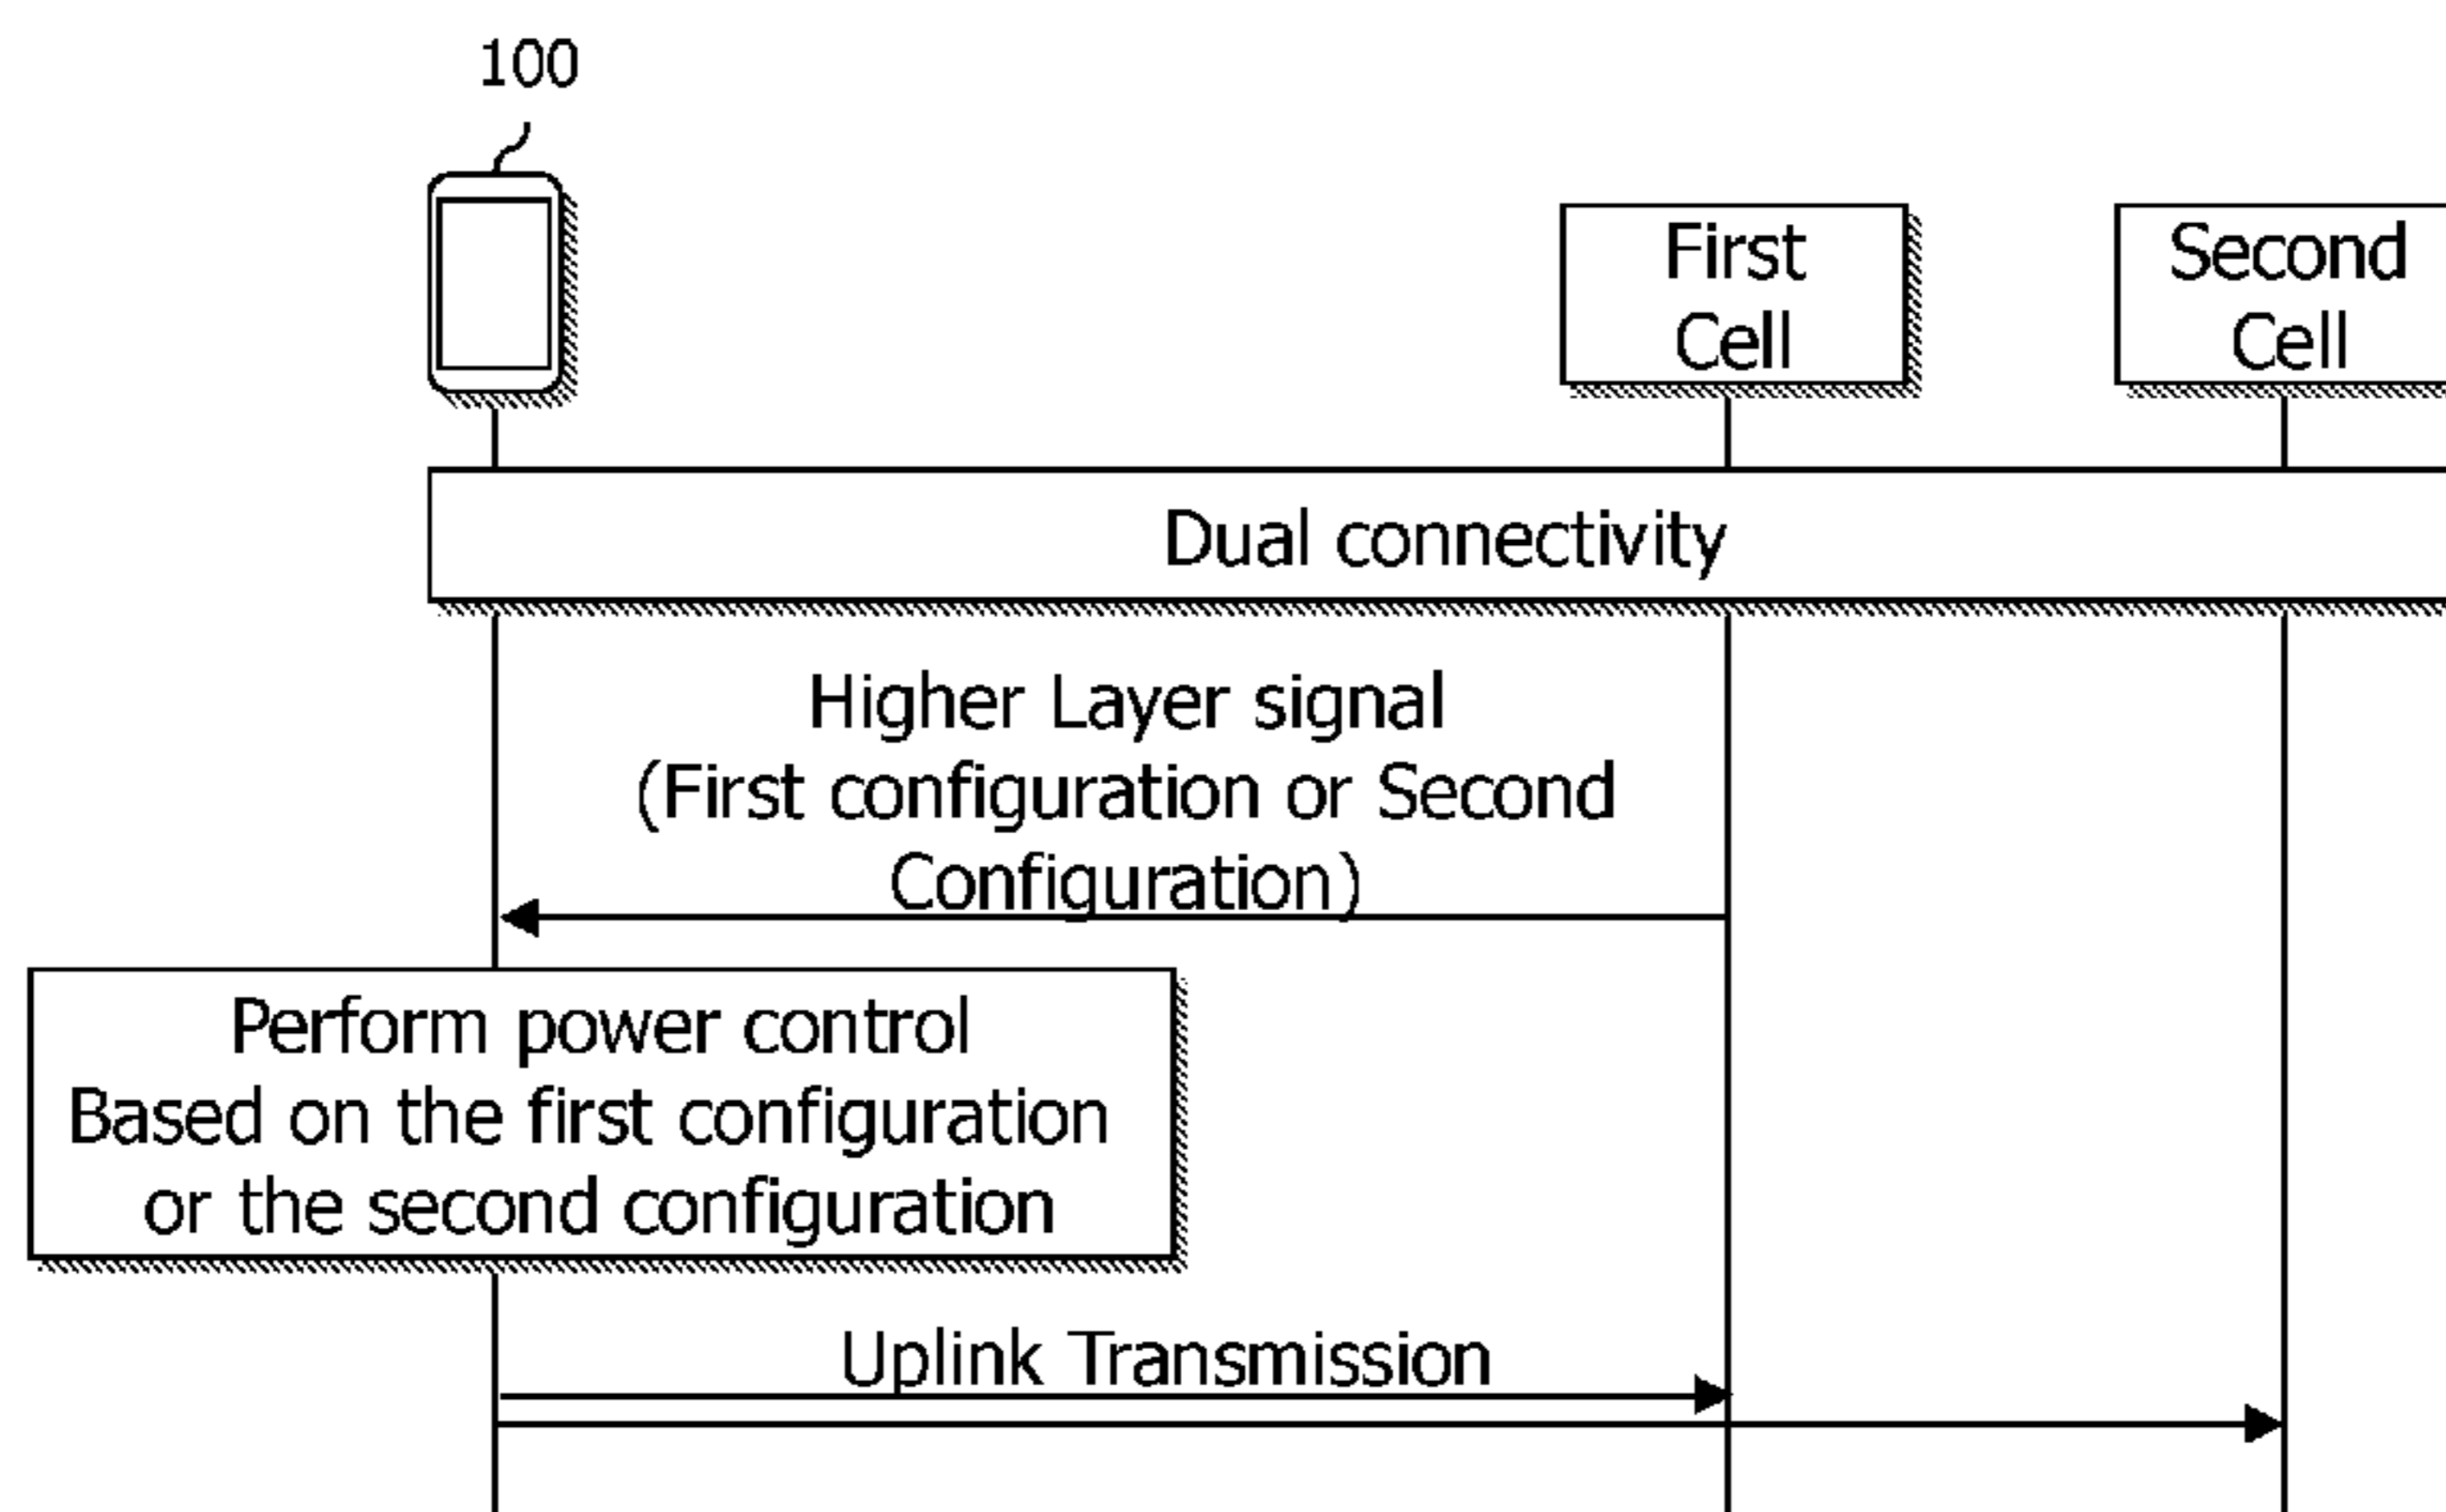 100
First
Cell
Second
Cell
Dual connectivity
Higher Layer signal
(First configuration or Second
Configuration)
Perform power control
Based on the first configuration
or the second configuration
Uplink Transmission